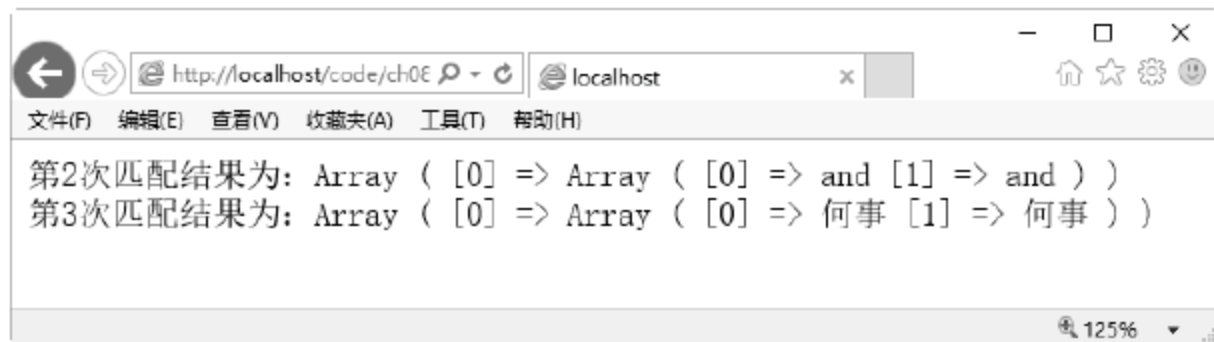 http://localhost/code/ch08
localhost
文件(F) 编辑(E) 查看(V) 收藏夹(A) 工具(T) 帮助(H)
第2次匹配结果为: Array ( [0] => Array ( [0] => and [1] => and ) )
第3次匹配结果为: Array ( [0] => Array ( [0] => 何事 [1] => 何事 ) )
125%